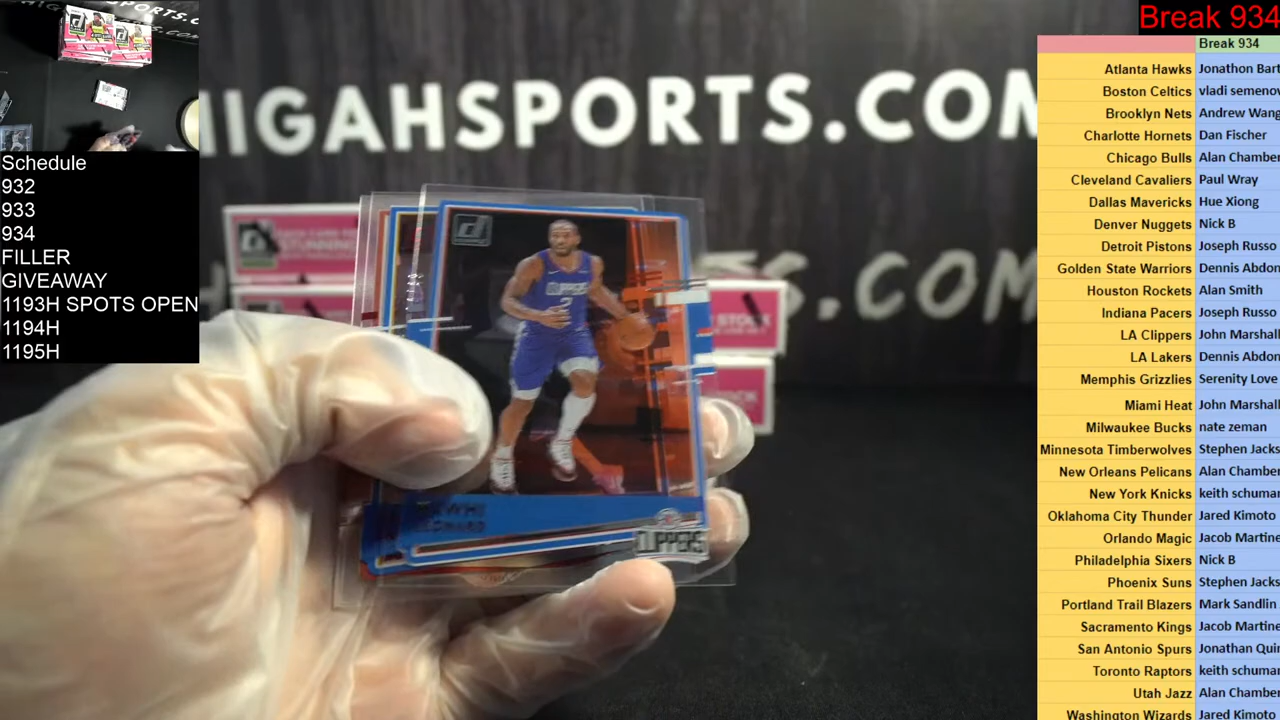 Break 934
Schedule
932
933
934
FILLER
GIVEAWAY
1193H SPOTS OPEN
1194H
1195H
HIGAHSPORTS.COM
S.COM
KAWHI
LEONARD
CLIPPERS
CLIPPERS
2
STOCK
Break 934
Atlanta Hawks Jonathon Bart
Boston Celtics vladi semenov
Brooklyn Nets Andrew Wang
Charlotte Hornets Dan Fischer
Chicago Bulls Alan Chamber
Cleveland Cavaliers Paul Wray
Dallas Mavericks Hue Xiong
Denver Nuggets Nick B
Detroit Pistons Joseph Russo
Golden State Warriors Dennis Abdon
Houston Rockets Alan Smith
Indiana Pacers Joseph Russo
LA Clippers John Marshall
LA Lakers Dennis Abdon
Memphis Grizzlies Serenity Love
Miami Heat John Marshall
Milwaukee Bucks nate zeman
Minnesota Timberwolves Stephen Jacks
New Orleans Pelicans Alan Chamber
New York Knicks keith schuman
Oklahoma City Thunder Jared Kimoto
Orlando Magic Jacob Martine
Philadelphia Sixers Nick B
Phoenix Suns Stephen Jacks
Portland Trail Blazers Mark Sandlin
Sacramento Kings Jacob Martine
San Antonio Spurs Jonathan Quin
Toronto Raptors keith schuman
Utah Jazz Alan Chamber
Washington Wizards Jared Kimoto